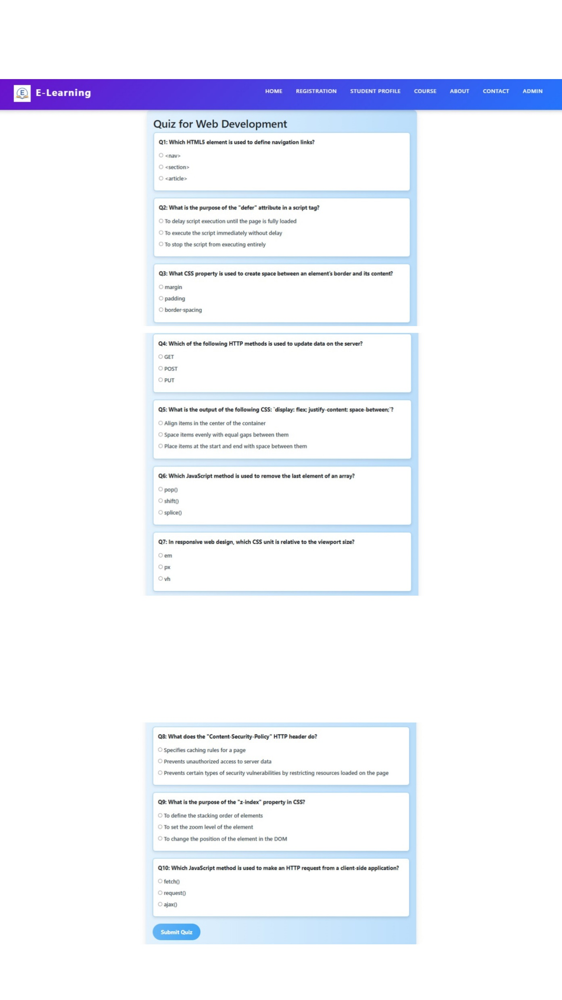 E
E-Learning
HOME REGISTRATION STUDENT PROFILE COURSE ABOUT CONTACT ADMIN
Quiz for Web Development
Q1: Which HTML5 element is used to define navigation links?
<nav>
<section>
<article>
Q2: What is the purpose of the "defer" attribute in a script tag?
To delay script execution until the page is fully loaded
To execute the script immediately without delay
To stop the script from executing entirely
Q3: What CSS property is used to create space between an element's border and its content?
margin
padding
border-spacing
Q4: Which of the following HTTP methods is used to update data on the server?
GET
POST
PUT
Q5: What is the output of the following CSS: `display: flex; justify-content: space-between;`?
Align items in the center of the container
Space items evenly with equal gaps between them
Place items at the start and end with space between them
Q6: Which JavaScript method is used to remove the last element of an array?
pop()
shift()
splice()
Q7: In responsive web design, which CSS unit is relative to the viewport size?
em
px
vh
Q8: What does the "Content-Security-Policy" HTTP header do?
Specifies caching rules for a page
Prevents unauthorized access to server data
Prevents certain types of security vulnerabilities by restricting resources loaded on the page
Q9: What is the purpose of the "z-index" property in CSS?
To define the stacking order of elements
To set the zoom level of the element
To change the position of the element in the DOM
Q10: Which JavaScript method is used to make an HTTP request from a client-side application?
fetch()
request()
ajax()
Submit Quiz